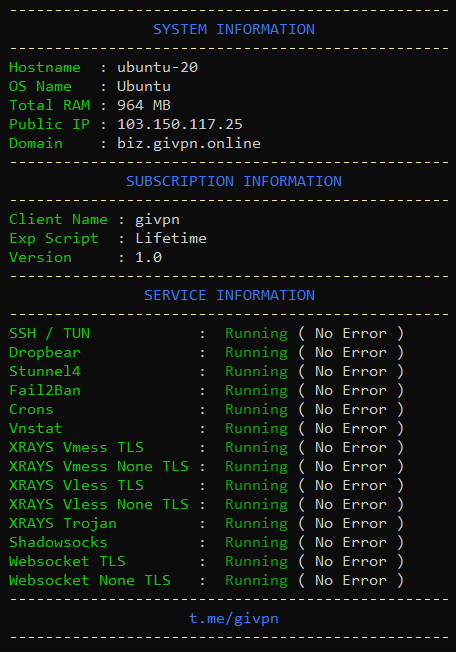 -------------------------------------------------
SYSTEM INFORMATION
-------------------------------------------------
Hostname  : ubuntu-20
OS Name   : Ubuntu
Total RAM : 964 MB
Public IP : 103.150.117.25
Domain    : biz.givpn.online
-------------------------------------------------
SUBSCRIPTION INFORMATION
-------------------------------------------------
Client Name : givpn
Exp Script  : Lifetime
Version     : 1.0
-------------------------------------------------
SERVICE INFORMATION
-------------------------------------------------
SSH / TUN            :  Running ( No Error )
Dropbear             :  Running ( No Error )
Stunnel4             :  Running ( No Error )
Fail2Ban             :  Running ( No Error )
Crons                :  Running ( No Error )
Vnstat               :  Running ( No Error )
XRAYS Vmess TLS      :  Running ( No Error )
XRAYS Vmess None TLS :  Running ( No Error )
XRAYS Vless TLS      :  Running ( No Error )
XRAYS Vless None TLS :  Running ( No Error )
XRAYS Trojan         :  Running ( No Error )
Shadowsocks          :  Running ( No Error )
Websocket TLS        :  Running ( No Error )
Websocket None TLS   :  Running ( No Error )
-------------------------------------------------
t.me/givpn
-------------------------------------------------